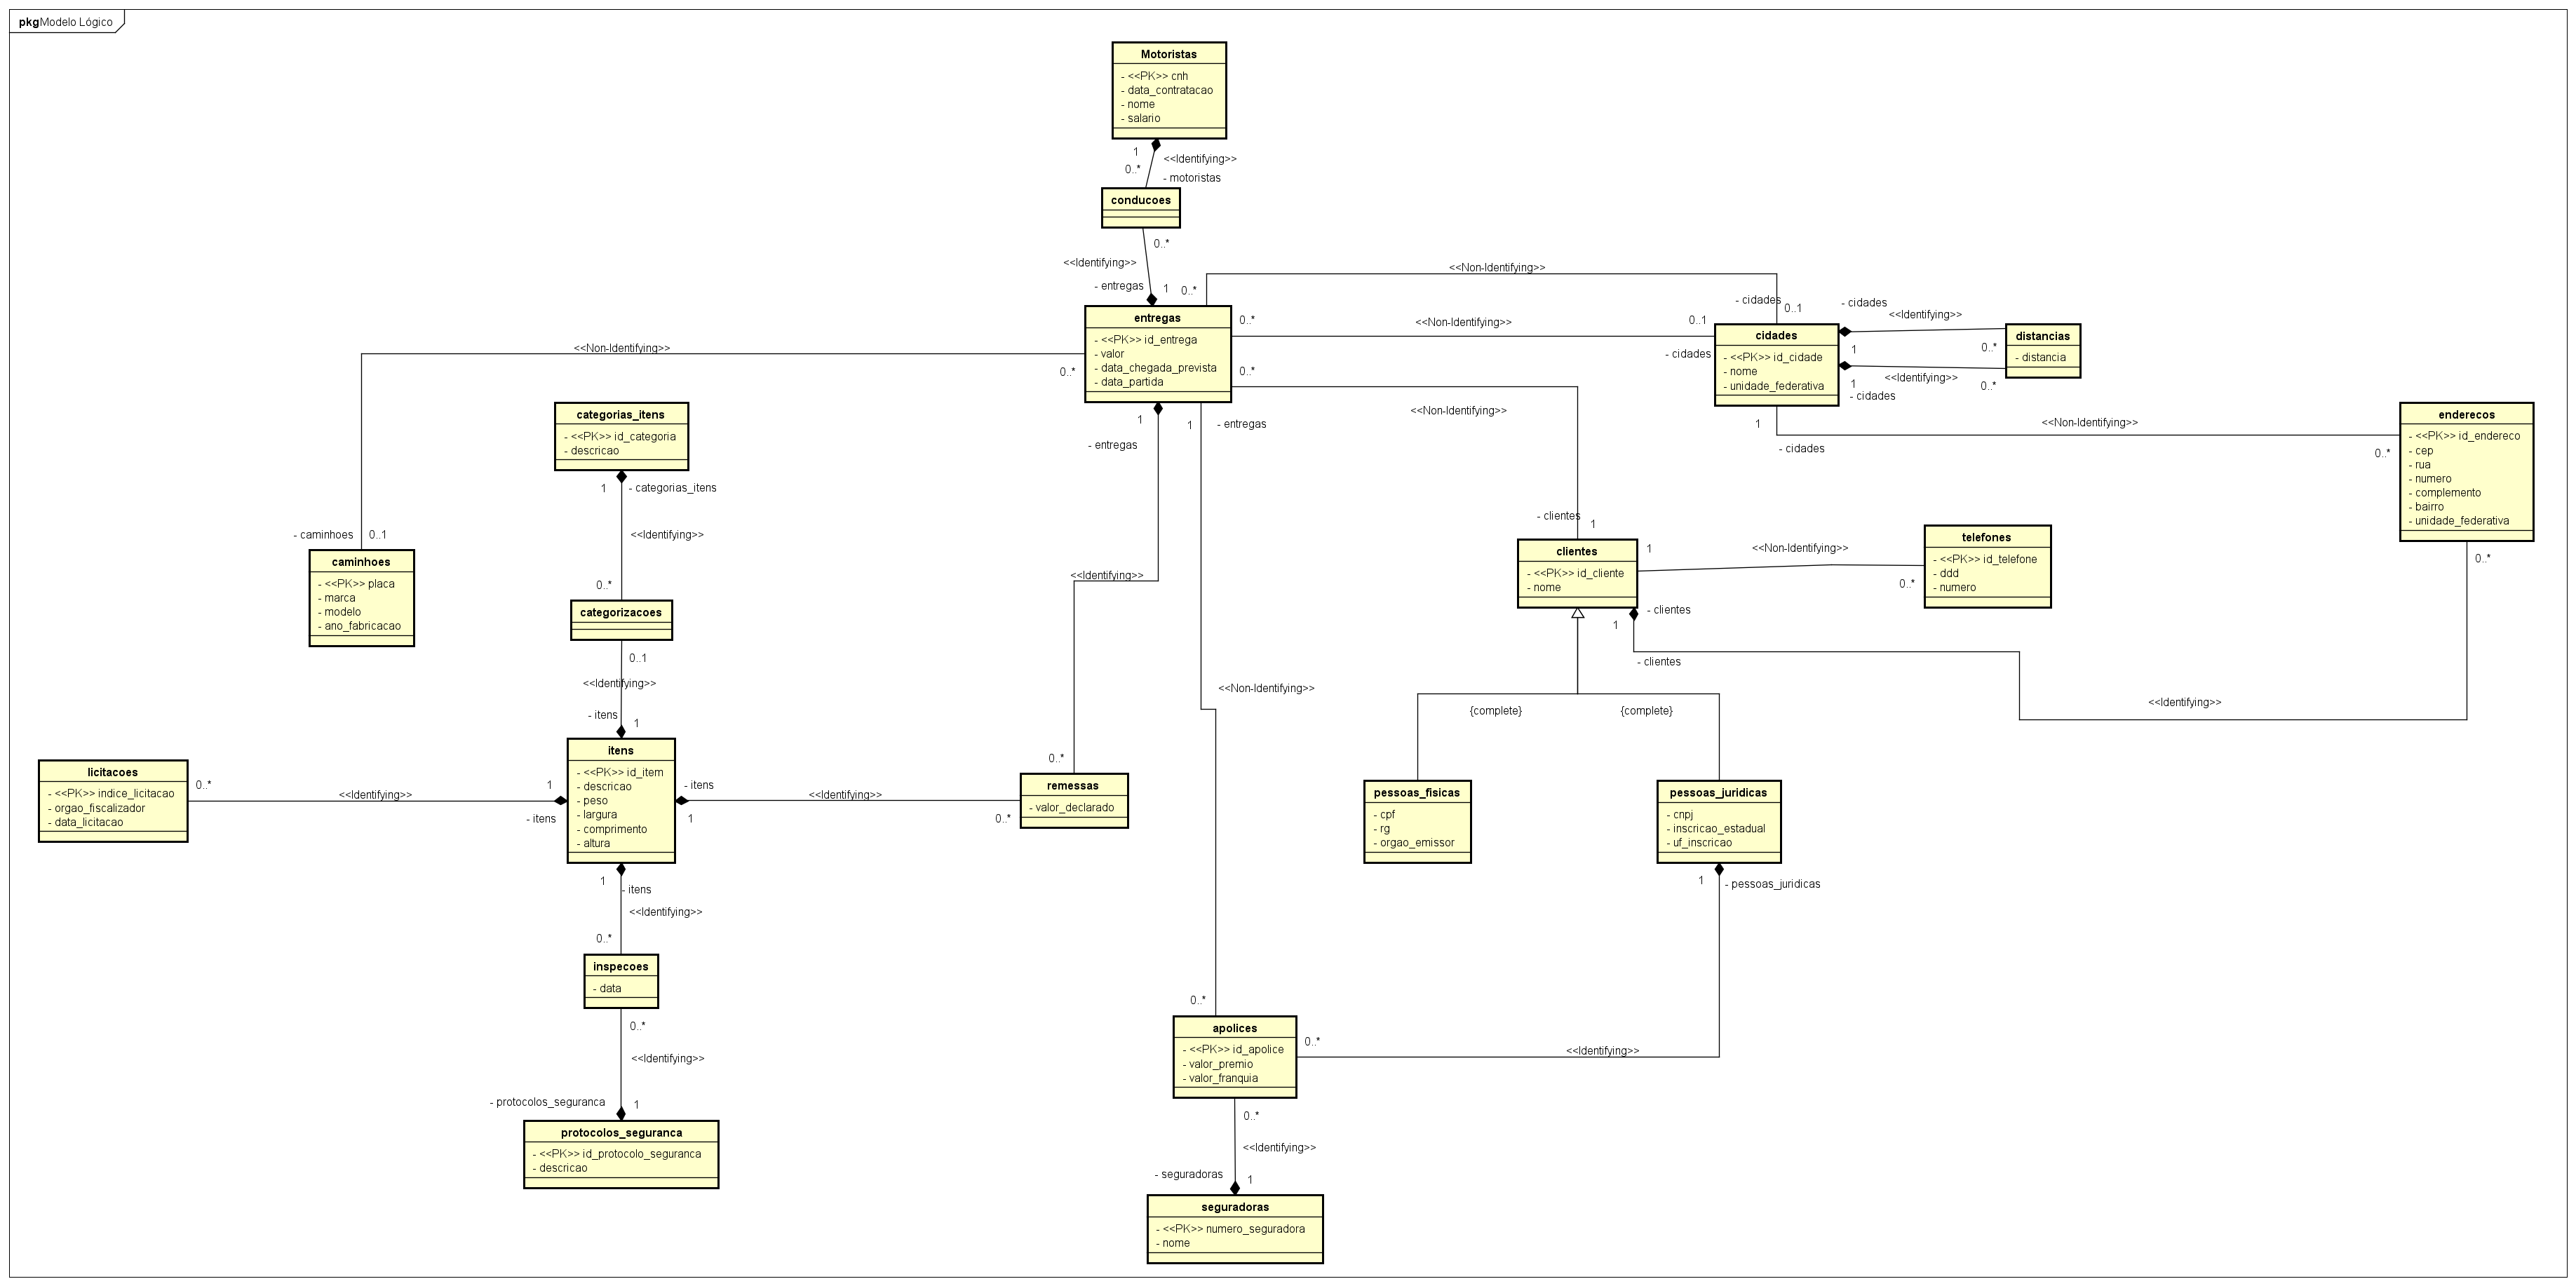 pkg Modelo Lógico
Motoristas
- <<PK>> cnh
- data_contratacao
- nome
- salario
1
<<Identifying>>
0..*
- motoristas
conducoes
0..*
<<Identifying>>
- entregas
1
0..*
<<Non-Identifying>>
- cidades
0..1
entregas
- <<PK>> id_entrega
- valor
- data_chegada_prevista
- data_partida
0..*
<<Non-Identifying>>
0..1
- cidades
cidades
- <<PK>> id_cidade
- nome
- unidade_federativa
- cidades
<<Identifying>>
1
0..*
<<Identifying>>
1
0..*
- cidades
distancias
- distancia
<<Non-Identifying>>
0..*
- caminhoes
0..1
caminhoes
- <<PK>> placa
- marca
- modelo
- ano_fabricacao
0..*
<<Non-Identifying>>
- clientes
1
1
- cidades
<<Non-Identifying>>
0..*
enderecos
- <<PK>> id_endereco
- cep
- rua
- numero
- complemento
- bairro
- unidade_federativa
0..*
categorias_itens
- <<PK>> id_categoria
- descricao
1
- categorias_itens
<<Identifying>>
0..*
categorizacoes
0..1
<<Identifying>>
- itens
1
1
- entregas
<<Identifying>>
0..*
1
- entregas
<<Non-Identifying>>
0..*
clientes
- <<PK>> id_cliente
- nome
1
<<Non-Identifying>>
0..*
- clientes
telefones
- <<PK>> id_telefone
- ddd
- numero
1
- clientes
<<Identifying>>
{complete}
{complete}
licitacoes
- <<PK>> indice_licitacao
- orgao_fiscalizador
- data_licitacao
0..*
<<Identifying>>
1
- itens
itens
- <<PK>> id_item
- descricao
- peso
- largura
- comprimento
- altura
- itens
1
<<Identifying>>
0..*
remessas
- valor_declarado
pessoas_fisicas
- cpf
- rg
- orgao_emissor
pessoas_juridicas
- cnpj
- inscricao_estadual
- uf_inscricao
1
- pessoas_juridicas
1
- itens
<<Identifying>>
0..*
inspecoes
- data
0..*
<<Identifying>>
- protocolos_seguranca
1
protocolos_seguranca
- <<PK>> id_protocolo_seguranca
- descricao
apolices
- <<PK>> id_apolice
- valor_premio
- valor_franquia
0..*
<<Identifying>>
0..*
<<Identifying>>
- seguradoras
1
seguradoras
- <<PK>> numero_seguradora
- nome